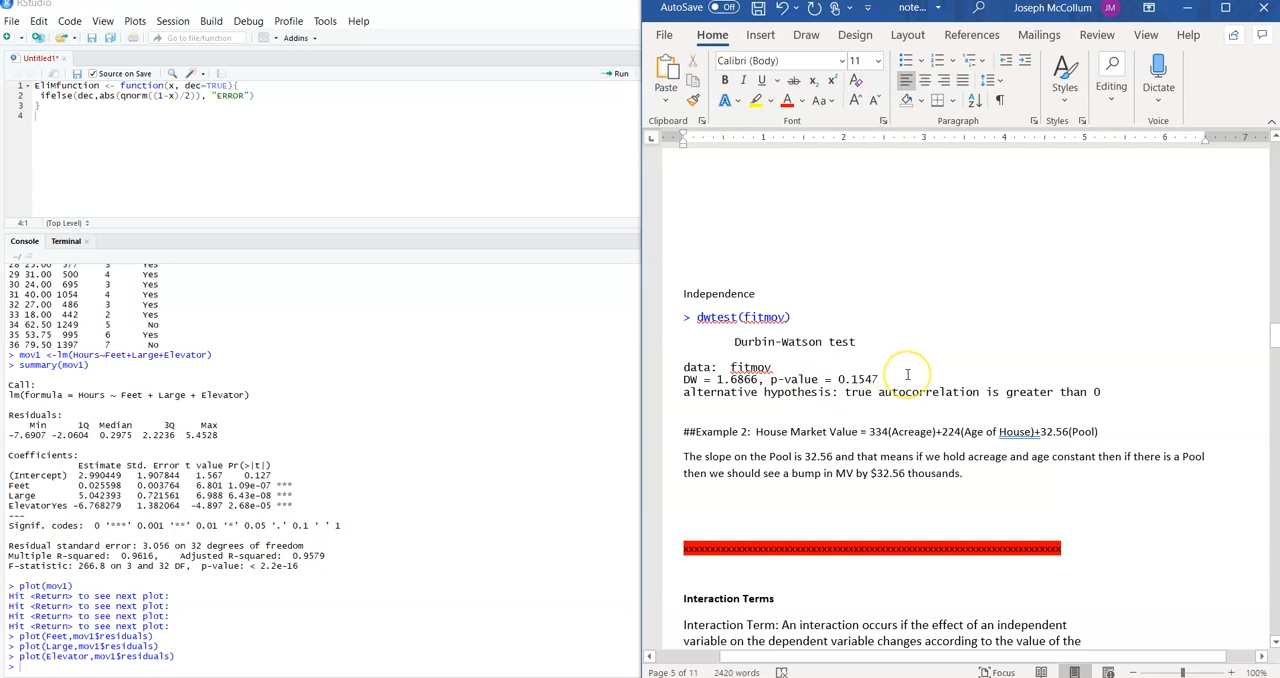 RStudio
File Edit Code View Plots Session Build Debug Profile Tools Help
Go to file/function Addins
Untitled1* ×
Source on Save Run
1 Elimfunction <- function(x, dec=TRUE){
2 ifelse(dec,abs(qnorm((1-x)/2)), "ERROR")
3 }
4
4:1 (Top Level)
Console Terminal ×
~/
28 25.00 577 3 Yes
29 31.00 500 4 Yes
30 24.00 695 3 Yes
31 40.00 1054 4 Yes
32 27.00 486 3 Yes
33 18.00 442 2 Yes
34 62.50 1249 5 No
35 53.75 995 6 Yes
36 79.50 1397 7 No
> mov1 <-lm(Hours~Feet+Large+Elevator)
> summary(mov1)
Call:
lm(formula = Hours ~ Feet + Large + Elevator)
Residuals:
Min 1Q Median 3Q Max
-7.6907 -2.0604 0.2975 2.2236 5.4528
Coefficients:
Estimate Std. Error t value Pr(>|t|)
(Intercept) 2.990449 1.907844 1.567 0.127
Feet 0.025598 0.003764 6.801 1.09e-07 ***
Large 5.042393 0.721561 6.988 6.43e-08 ***
ElevatorYes -6.768279 1.382064 -4.897 2.68e-05 ***
---
Signif. codes: 0 ‘***’ 0.001 ‘**’ 0.01 ‘*’ 0.05 ‘.’ 0.1 ‘ ’ 1
Residual standard error: 3.056 on 32 degrees of freedom
Multiple R-squared: 0.9616, Adjusted R-squared: 0.9579
F-statistic: 266.8 on 3 and 32 DF, p-value: < 2.2e-16
> plot(mov1)
Hit <Return> to see next plot:
Hit <Return> to see next plot:
Hit <Return> to see next plot:
Hit <Return> to see next plot:
> plot(Feet,mov1$residuals)
> plot(Large,mov1$residuals)
> plot(Elevator,mov1$residuals)
>
AutoSave Off note... Joseph McCollum JM
File Home Insert Draw Design Layout References Mailings Review View Help
Calibri (Body) 11
Paste Styles Editing Dictate
Clipboard Font Paragraph Styles Voice
1 2 3 4 5 6 7
Independence
> dwtest(fitmov)
Durbin-Watson test
data: fitmov
DW = 1.6866, p-value = 0.1547
alternative hypothesis: true autocorrelation is greater than 0
##Example 2: House Market Value = 334(Acreage)+224(Age of House)+32.56(Pool)
The slope on the Pool is 32.56 and that means if we hold acreage and age constant then if there is a Pool
then we should see a bump in MV by $32.56 thousands.
xxxxxxxxxxxxxxxxxxxxxxxxxxxxxxxxxxxxxxxxxxxxxxxxxxxxxxxxxxxxxxxxxxxxxx
Interaction Terms
Interaction Term: An interaction occurs if the effect of an independent
variable on the dependent variable changes according to the value of the
Page 5 of 11 2420 words Focus 100%